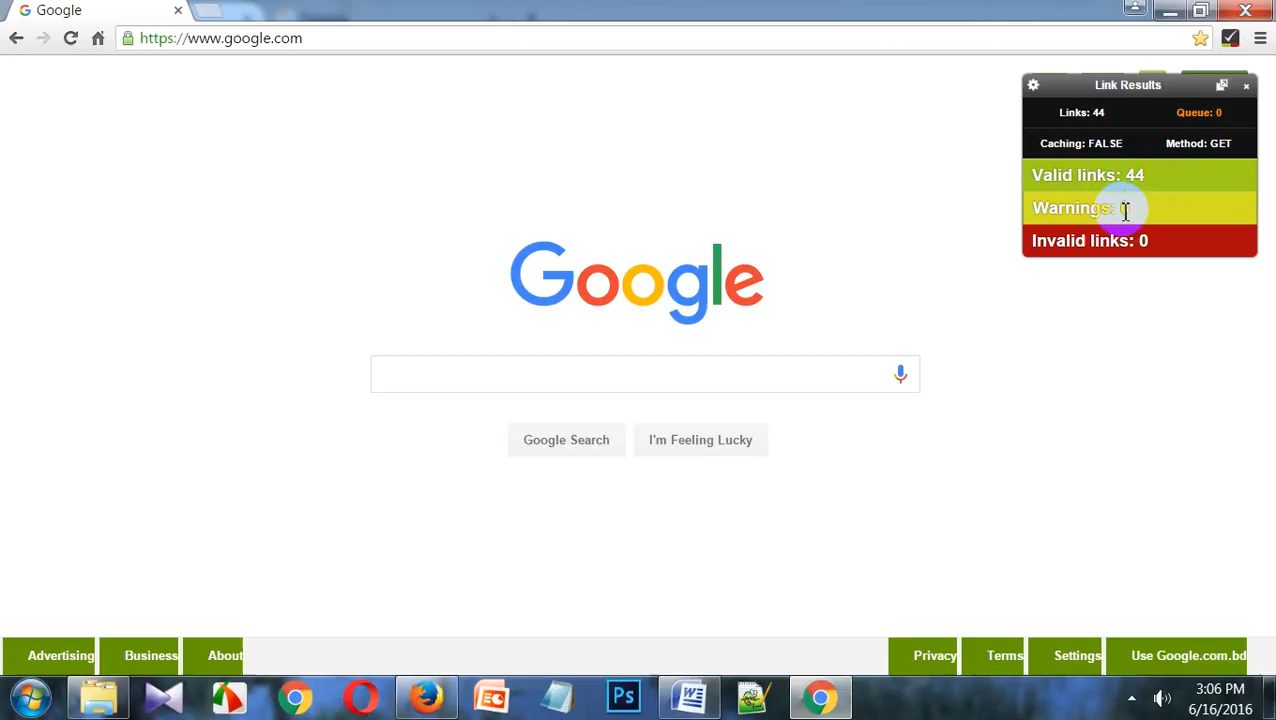 Google
https://www.google.com
Link Results
Links: 44 Queue: 0
Caching: FALSE Method: GET
Valid links: 44
Warnings: 0
Invalid links: 0
Google
Google Search I'm Feeling Lucky
Advertising Business About Privacy Terms Settings Use Google.com.bd
Ps
3:06 PM
6/16/2016